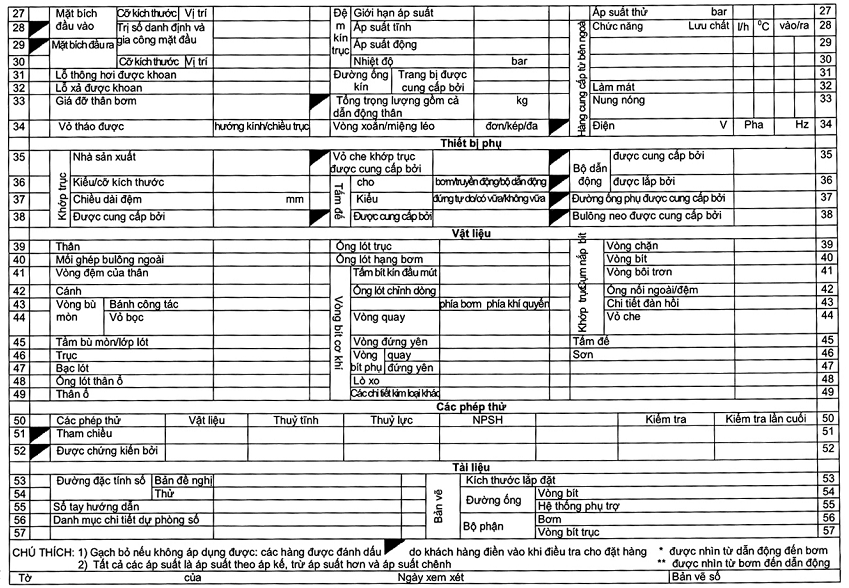 27 Mặt bích đầu vào Cỡ kích thước Vị trí Đệm kín trục Giới hạn áp suất Áp suất thử bar 27
28 Trị số danh định và gia công mặt đầu Áp suất tĩnh Hàng cung cấp từ bên ngoà Chức năng Lưu chất l/h ⁰C vào/ra 28
29 Mặt bích đầu ra Áp suất động 29
30 Cỡ kích thước Vị trí Nhiệt độ bar 30
31 Lỗ thông hơi được khoan Đường ống kín Trang bị được cung cấp bởi 31
32 Lỗ xả được khoan Làm mát 32
33 Giá đỡ thân bơm Tổng trọng lượng gồm cả dẫn động thân kg Nung nóng 33
34 Vỏ tháo được hướng kính/chiều trục Vòng xoắn/miệng léo đơn/kép/đa Điện V Pha Hz 34
Thiết bị phụ
35 Khớp trục Nhà sản xuất Vỏ che khớp trục được cung cấp bởi Bộ dẫn động được cung cấp bởi 35
36 Kiểu/cỡ kích thước Tấm đệ cho bơm/truyền động/bộ dẫn động được lắp bởi 36
37 Chiều dài đệm mm Kiểu đứng tự do/có vữa/không vữa Đường ống phụ được cung cấp bởi 37
38 Được cung cấp bởi Được cung cấp bởi Bulông neo được cung cấp bởi 38
Vật liệu
39 Thân Ống lót trục Khớp trục Cụm nắp bít Vòng chặn 39
40 Mối ghép bulông ngoài Ống lót hạng bơm Vòng bít 40
41 Vòng đệm của thân Vòng bít cơ khí Tấm bít kín đầu mút Vòng bôi trơn 41
42 Cánh Ống lót chỉnh dòng Ống nối ngoài/đệm 42
43 Vòng bù mòn Bánh công tác phía bơm phía khí quyển Chi tiết đàn hồi 43
44 Vỏ bọc Vòng quay Vỏ che 44
45 Tầm bù mòn/lớp lót Vòng đứng yên Tấm đế 45
46 Trục Vòng bít phụ quay Sơn 46
47 Bạc lót đứng yên 47
48 Ống lót thân ổ Lò xo 48
49 Thân ổ Các chi tiết kim loại khác 49
Các phép thử
50 Các phép thử Vật liệu Thuỷ tĩnh Thuỷ lực NPSH Kiểm tra Kiểm tra lần cuối 50
51 Tham chiếu 51
52 Được chứng kiến bởi 52
Tài liệu
53 Đường đặc tính số Bản đề nghị Bản vẽ Kích thước lắp đặt 53
54 Thử Đường ống Vòng bít 54
55 Sổ tay hướng dẫn Hệ thống phụ trợ 55
56 Danh mục chi tiết dự phòng số Bộ phận Bơm 56
57 Vòng bít trục 57
CHÚ THÍCH: 1) Gạch bỏ nếu không áp dụng được: các hàng được đánh dấu do khách hàng điền vào khi điều tra cho đặt hàng * được nhìn từ dẫn động đến bơm
2) Tất cả các áp suất là áp suất theo áp kế, trừ áp suất hơn và áp suất chênh ** được nhìn từ bơm đến dẫn động
Tờ của Ngày xem xét Bản vẽ số